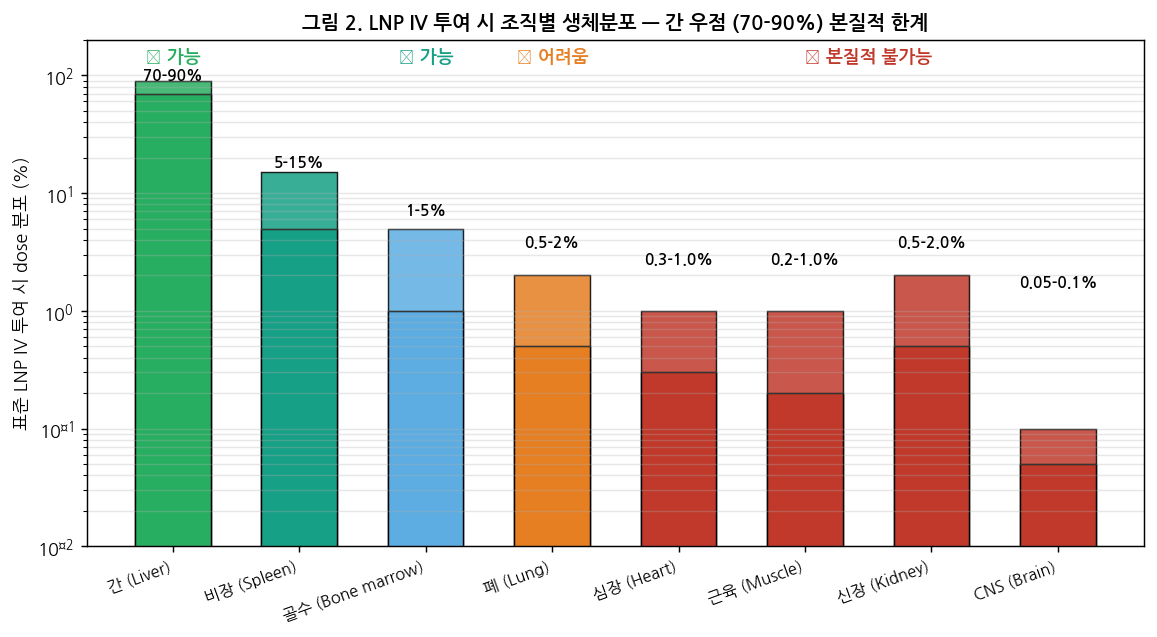 그림 2. LNP IV 투여 시 조직별 생체분포 — 간 우점 (70-90%) 본질적 한계
가능
가능
어려움
본질적 불가능
70-90%
5-15%
1-5%
0.5-2%
0.3-1.0%
0.2-1.0%
0.5-2.0%
0.05-0.1%
표준 LNP IV 투여 시 dose 분포 (%)
10²
10¹
10⁰
10¤1
10¤2
간 (Liver)
비장 (Spleen)
골수 (Bone marrow)
폐 (Lung)
심장 (Heart)
근육 (Muscle)
신장 (Kidney)
CNS (Brain)